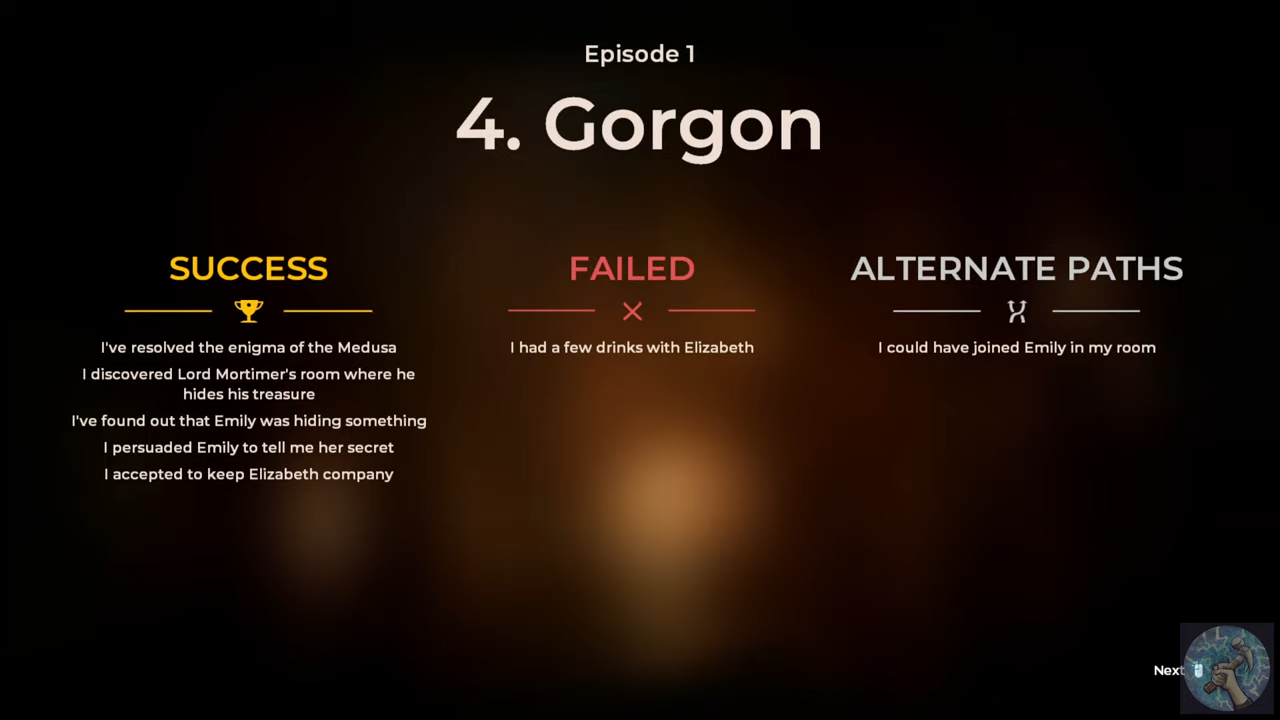 Episode 1
4. Gorgon
SUCCESS
I've resolved the enigma of the Medusa
I discovered Lord Mortimer's room where he
hides his treasure
I've found out that Emily was hiding something
I persuaded Emily to tell me her secret
I accepted to keep Elizabeth company
FAILED
I had a few drinks with Elizabeth
ALTERNATE PATHS
I could have joined Emily in my room
Next